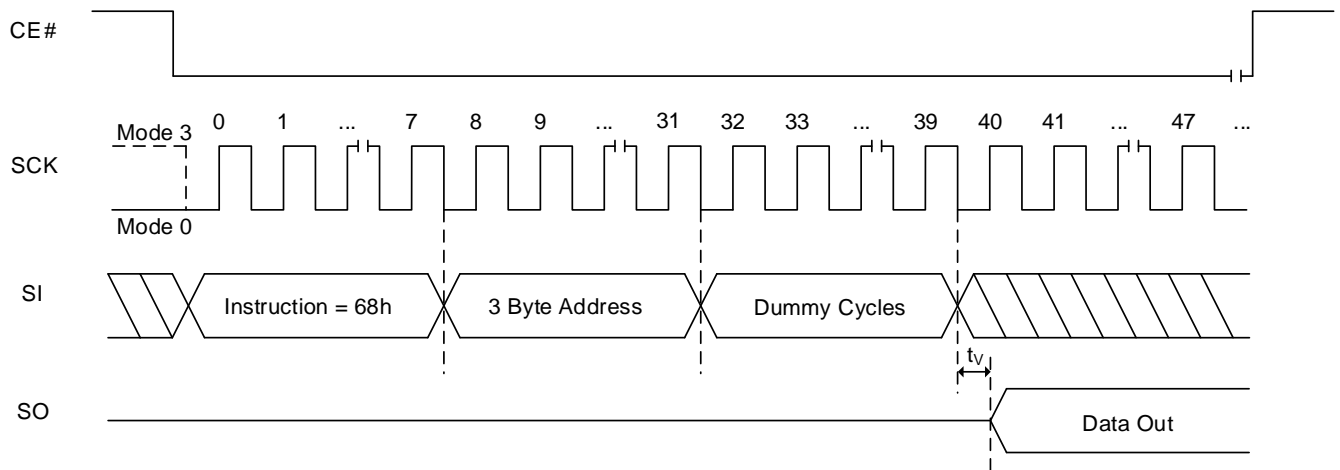 CE#
Mode 3
0 1 ... 7 8 9 ... 31 32 33 ... 39 40 41 ... 47 ...
SCK
Mode 0
SI
Instruction = 68h 3 Byte Address Dummy Cycles
tV
SO
Data Out